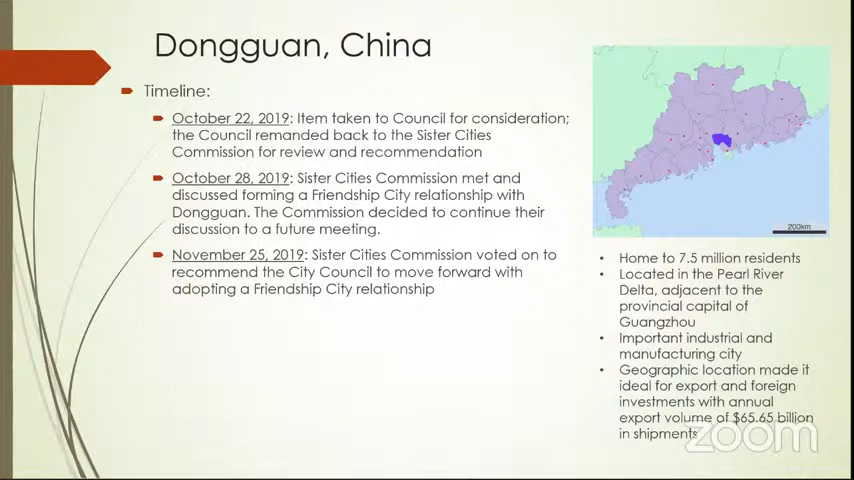 Dongguan, China
Timeline:
October 22, 2019: Item taken to Council for consideration;
the Council remanded back to the Sister Cities
Commission for review and recommendation
October 28, 2019: Sister Cities Commission met and
discussed forming a Friendship City relationship with
Dongguan. The Commission decided to continue their
discussion to a future meeting.
November 25, 2019: Sister Cities Commission voted on to
recommend the City Council to move forward with
adopting a Friendship City relationship
200km
• Home to 7.5 million residents
• Located in the Pearl River
Delta, adjacent to the
provincial capital of
Guangzhou
• Important industrial and
manufacturing city
• Geographic location made it
ideal for export and foreign
investments with annual
export volume of $65.65 billion
in shipments
zoom